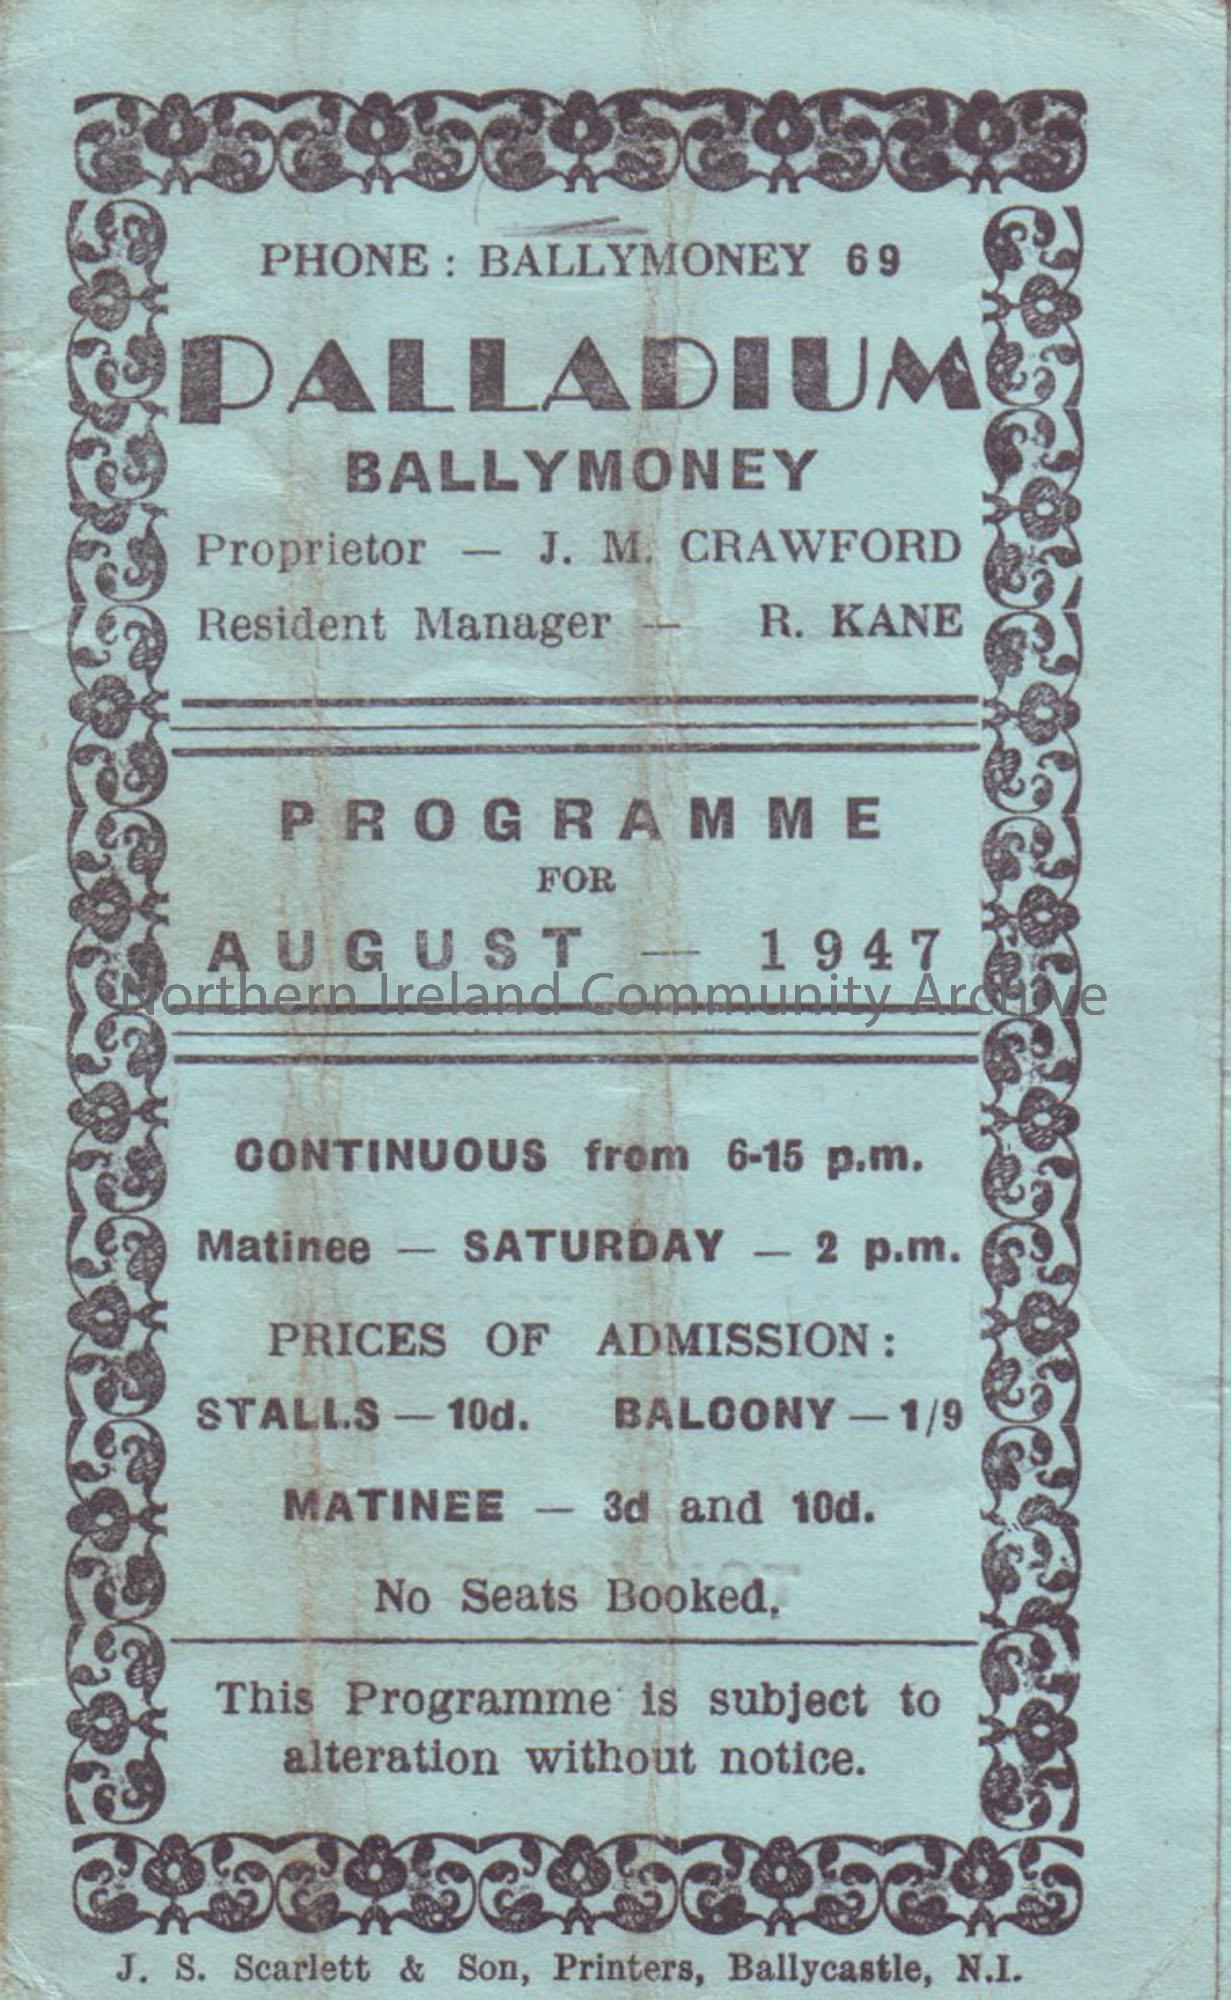 PHONE : BALLYMONEY 69
PALLADIUM
BALLYMONEY
Proprietor — J. M. CRAWFORD
Resident Manager — R. KANE
PROGRAMME
FOR
AUGUST — 1947
Northern Ireland Community Archive
CONTINUOUS from 6-15 p.m.
Matinee — SATURDAY — 2 p.m.
PRICES OF ADMISSION :
STALLS — 10d. BALCONY — 1/9
MATINEE — 3d and 10d.
No Seats Booked.
This Programme is subject to
alteration without notice.
J. S. Scarlett & Son, Printers, Ballycastle, N.I.